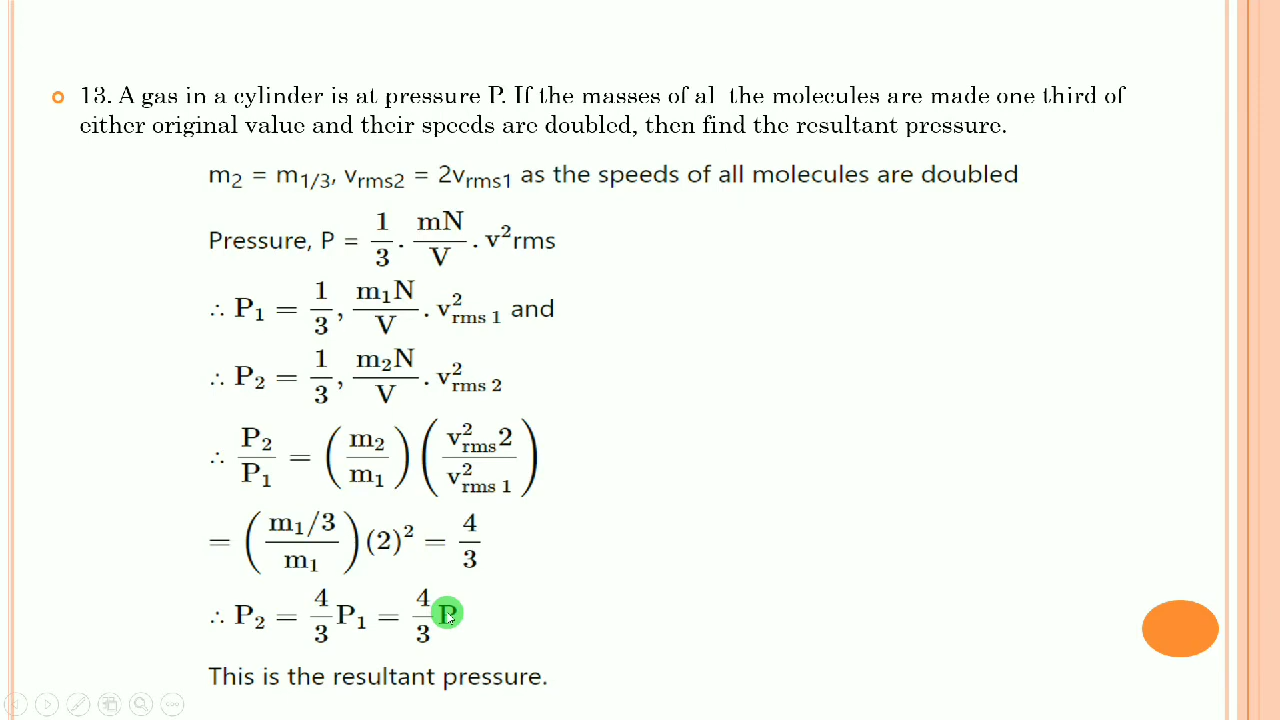 13. A gas in a cylinder is at pressure P. If the masses of al the molecules are made one third of
either original value and their speeds are doubled, then find the resultant pressure.
m₂ = m₁/₃, vᵣₘₛ₂ = 2vᵣₘₛ₁ as the speeds of all molecules are doubled
Pressure, P = 1/3 . mN/V . v²rms
∴ P₁ = 1/3, m₁N/V . v²ᵣₘₛ ₁ and
∴ P₂ = 1/3, m₂N/V . v²ᵣₘₛ ₂
∴ P₂/P₁ = (m₂/m₁) (v²ᵣₘₛ2/v²ᵣₘₛ ₁)
= (m₁/3/m₁) (2)² = 4/3
∴ P₂ = 4/3 P₁ = 4/3 P
This is the resultant pressure.